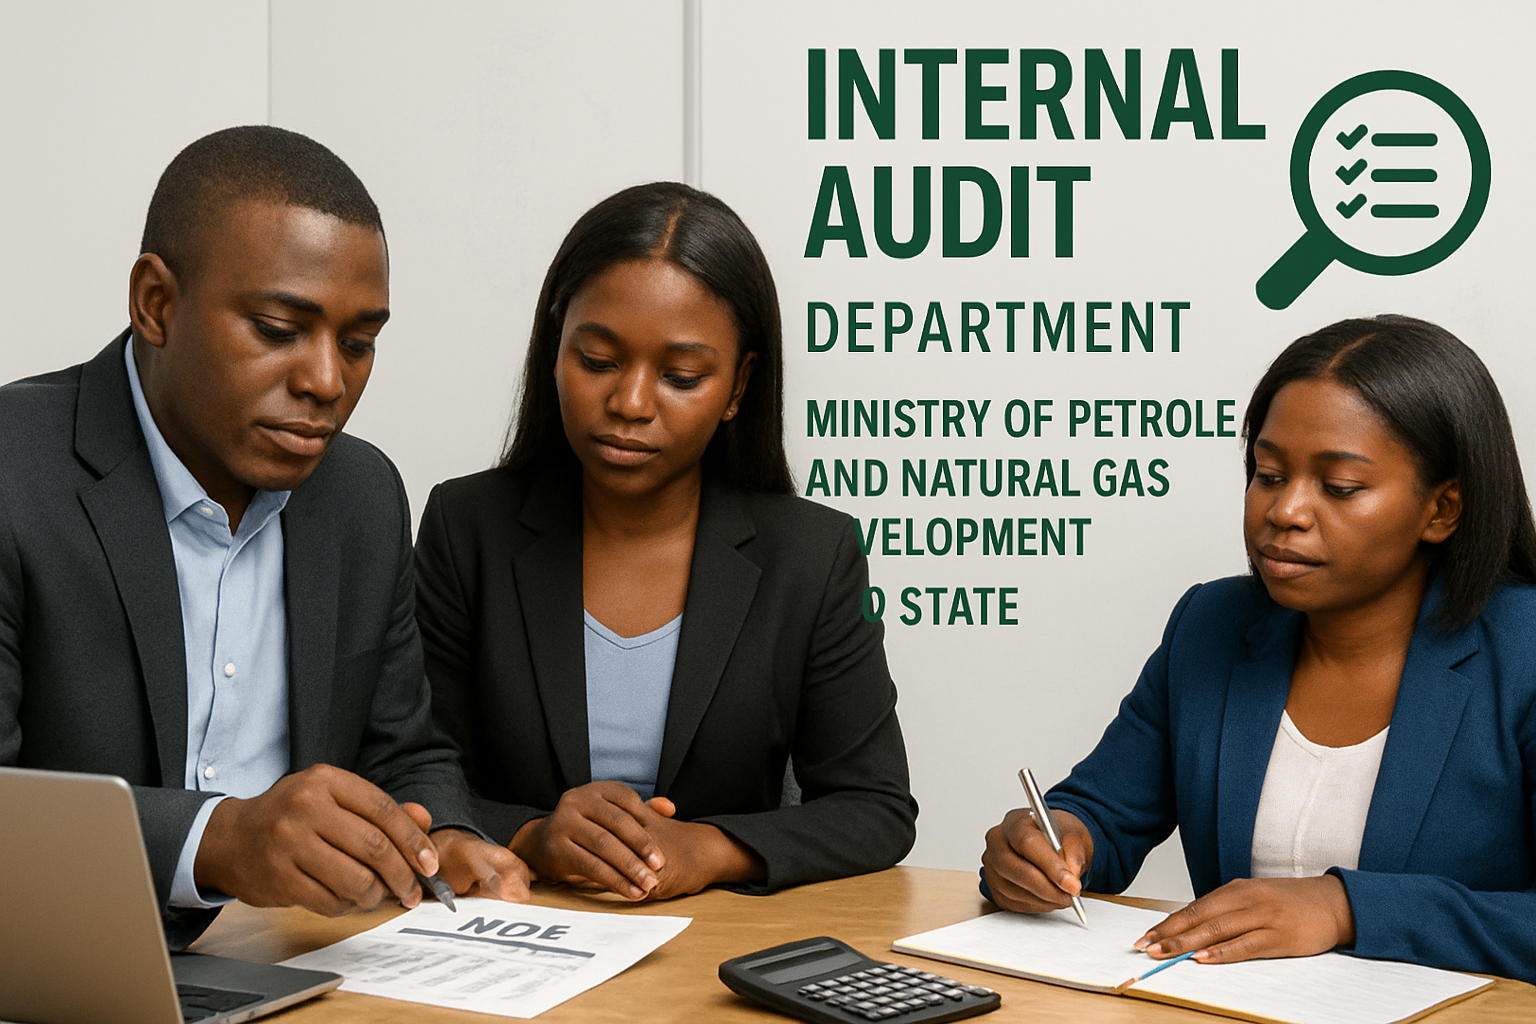 INTERNAL
AUDIT
DEPARTMENT
MINISTRY OF PETROLE
AND NATURAL GAS
VELOPMENT
O STATE
NOE